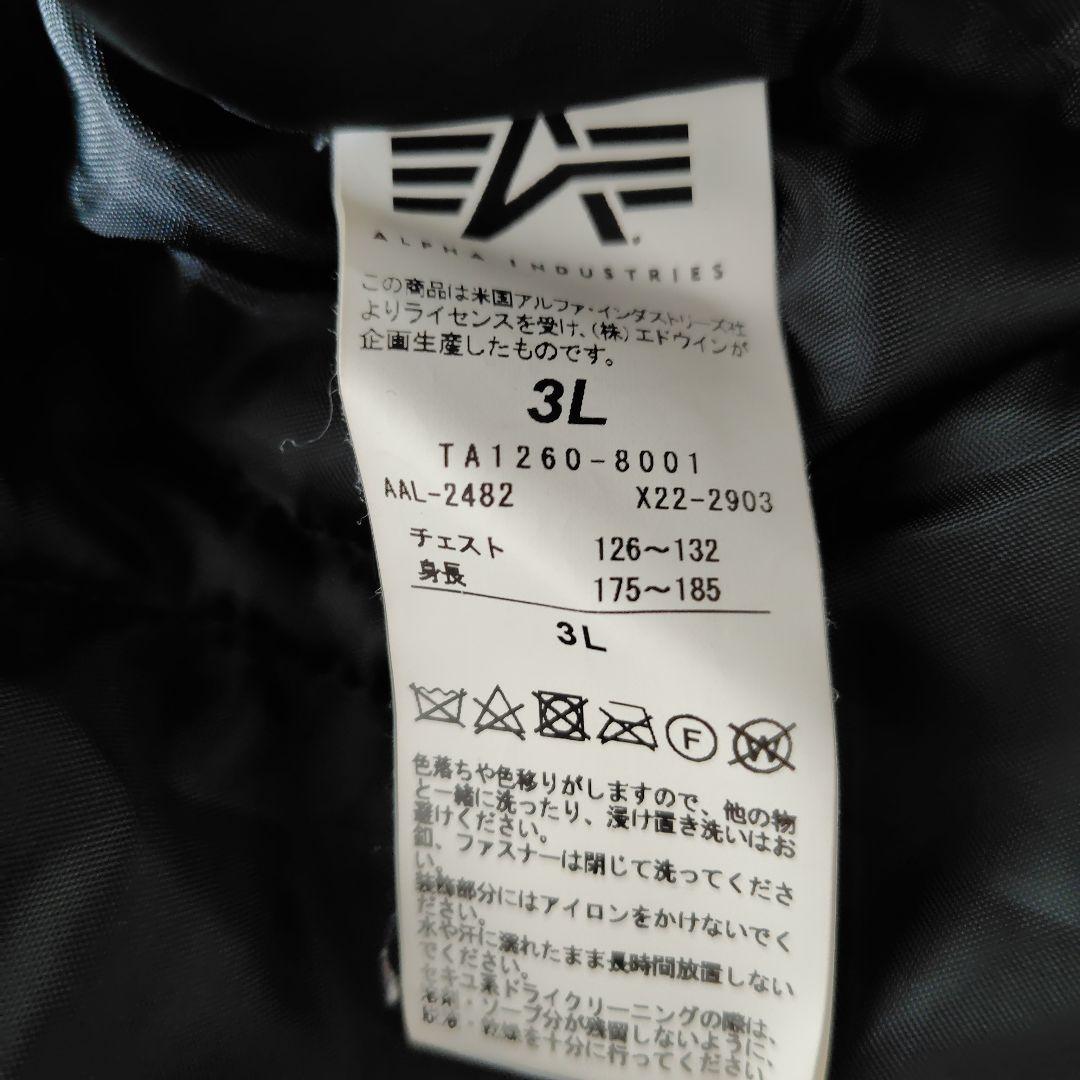 ALPHA INDUSTRIES
この商品は米国アルファ・インダストリーズ社
よりライセンスを受け、(株)エドウインが
企画生産したものです。
3L
TA1260-8001
AAL-2482 X22-2903
チェスト 126～132
身長 175～185
3L
F W
色落ちや色移りがしますので、他の物
と一緒に洗ったり、浸け置き洗いはお
避けください。
釦、ファスナーは閉じて洗ってくださ
い。
装飾部分にはアイロンをかけないでく
ださい。
水や汗に濡れたまま長時間放置しない
でください。
セキユ系ドライクリーニングの際は、
溶剤・ソープ分が残留しないように、
・乾燥を十分に行ってください。